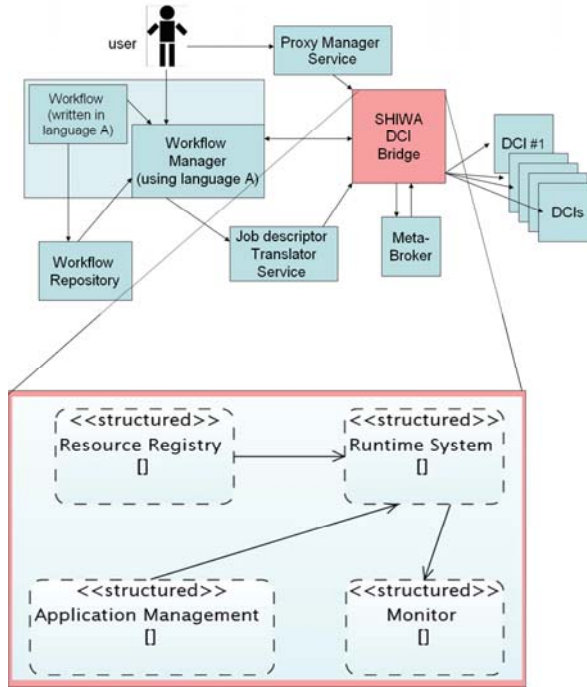 user
Proxy Manager
Service
Workflow
(written in
language A)
Workflow
Manager
(using language A)
SHIWA
DCI
Bridge
DCI #1
DCIs
Workflow
Repository
Job descriptor
Translator
Service
Meta-
Broker
<<structured>>
Resource Registry
[]
<<structured>>
Runtime System
[]
<<structured>>
Application Management
[]
<<structured>>
Monitor
[]